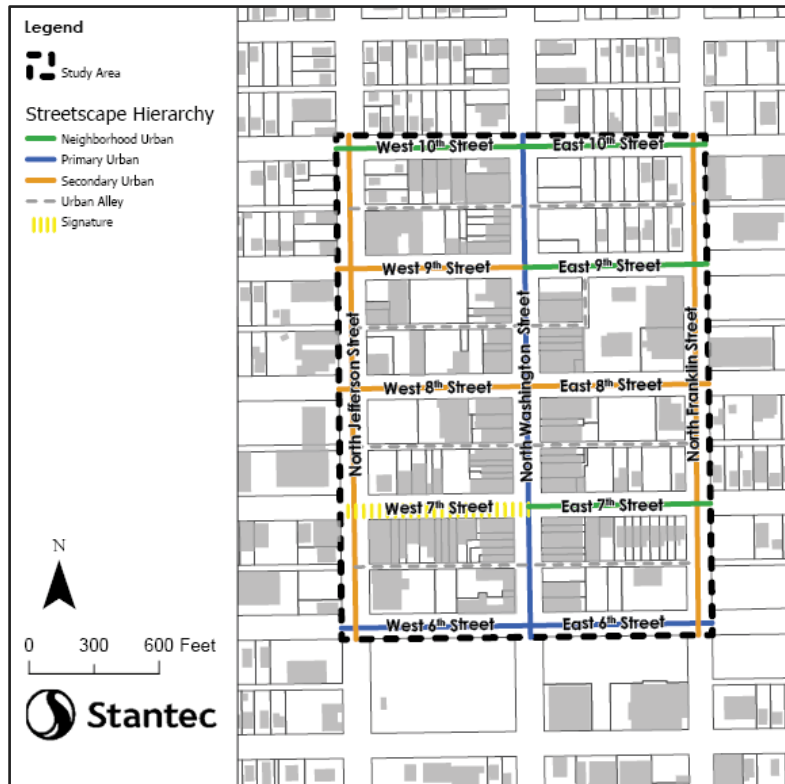 Legend
Study Area
Streetscape Hierarchy
Neighborhood Urban
Primary Urban
Secondary Urban
Urban Alley
Signature
N
0 300 600 Feet
Stantec
West 10th Street
East 10th Street
West 9th Street
East 9th Street
North Jefferson Street
North Washington Street
North Franklin Street
West 8th Street
East 8th Street
West 7th Street
East 7th Street
West 6th Street
East 6th Street